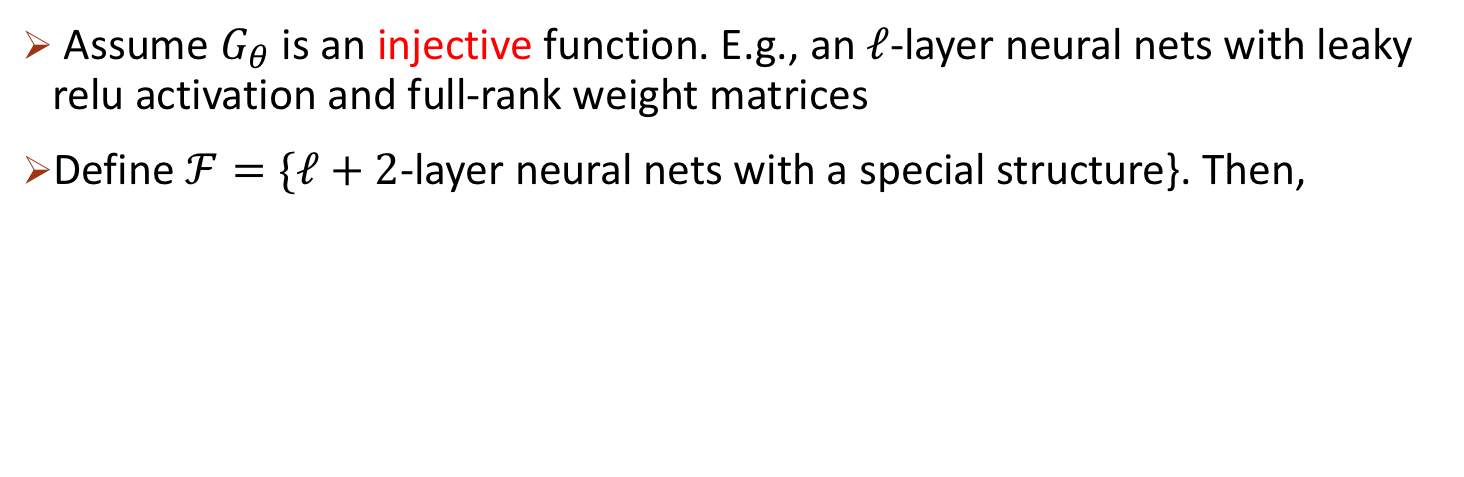 ➢ Assume 𝐺𝜃 is an injective function. E.g., an ℓ-layer neural nets with leaky
relu activation and full-rank weight matrices
➢Define ℱ = {ℓ + 2-layer neural nets with a special structure}. Then,